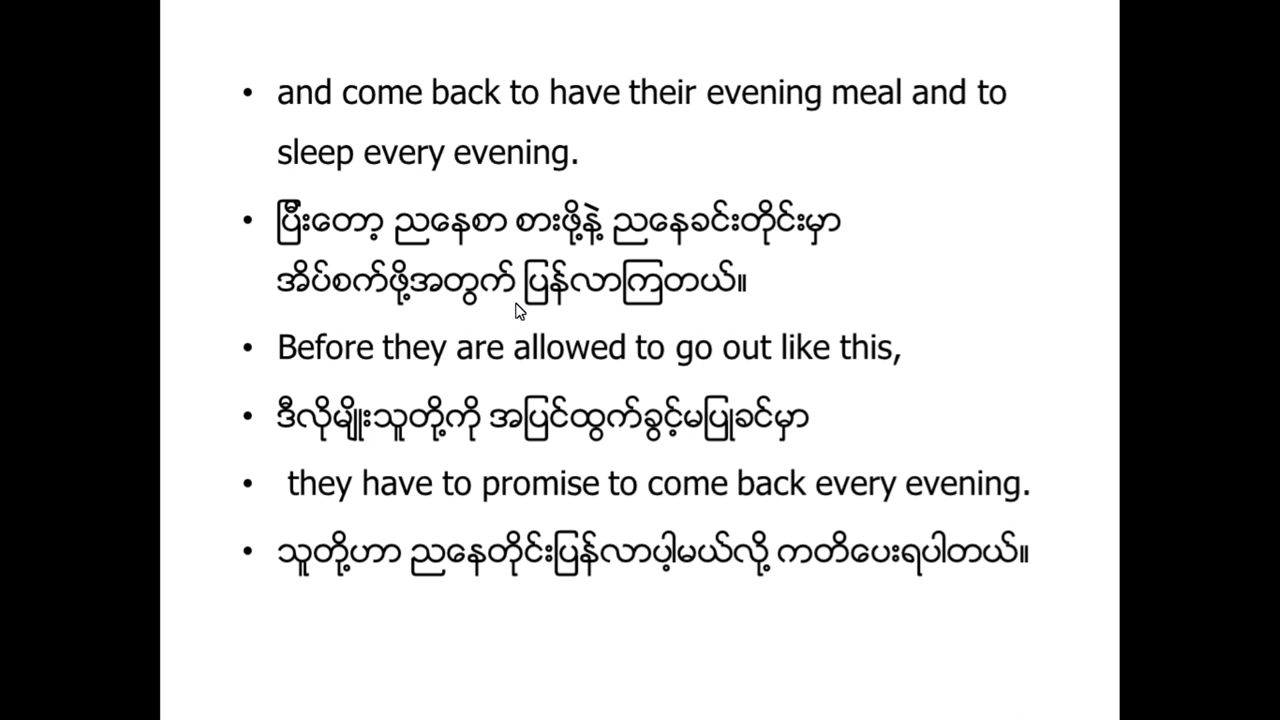 • and come back to have their evening meal and to
sleep every evening.
• ပြီးတော့ ညနေစာ စားဖို့နဲ့ ညနေခင်းတိုင်းမှာ
အိပ်စက်ဖို့အတွက် ပြန်လာကြတယ်။
• Before they are allowed to go out like this,
• ဒီလိုမျိုးသူတို့ကို အပြင်ထွက်ခွင့်မပြုခင်မှာ
• they have to promise to come back every evening.
• သူတို့ဟာ ညနေတိုင်းပြန်လာပါ့မယ်လို့ ကတိပေးရပါတယ်။